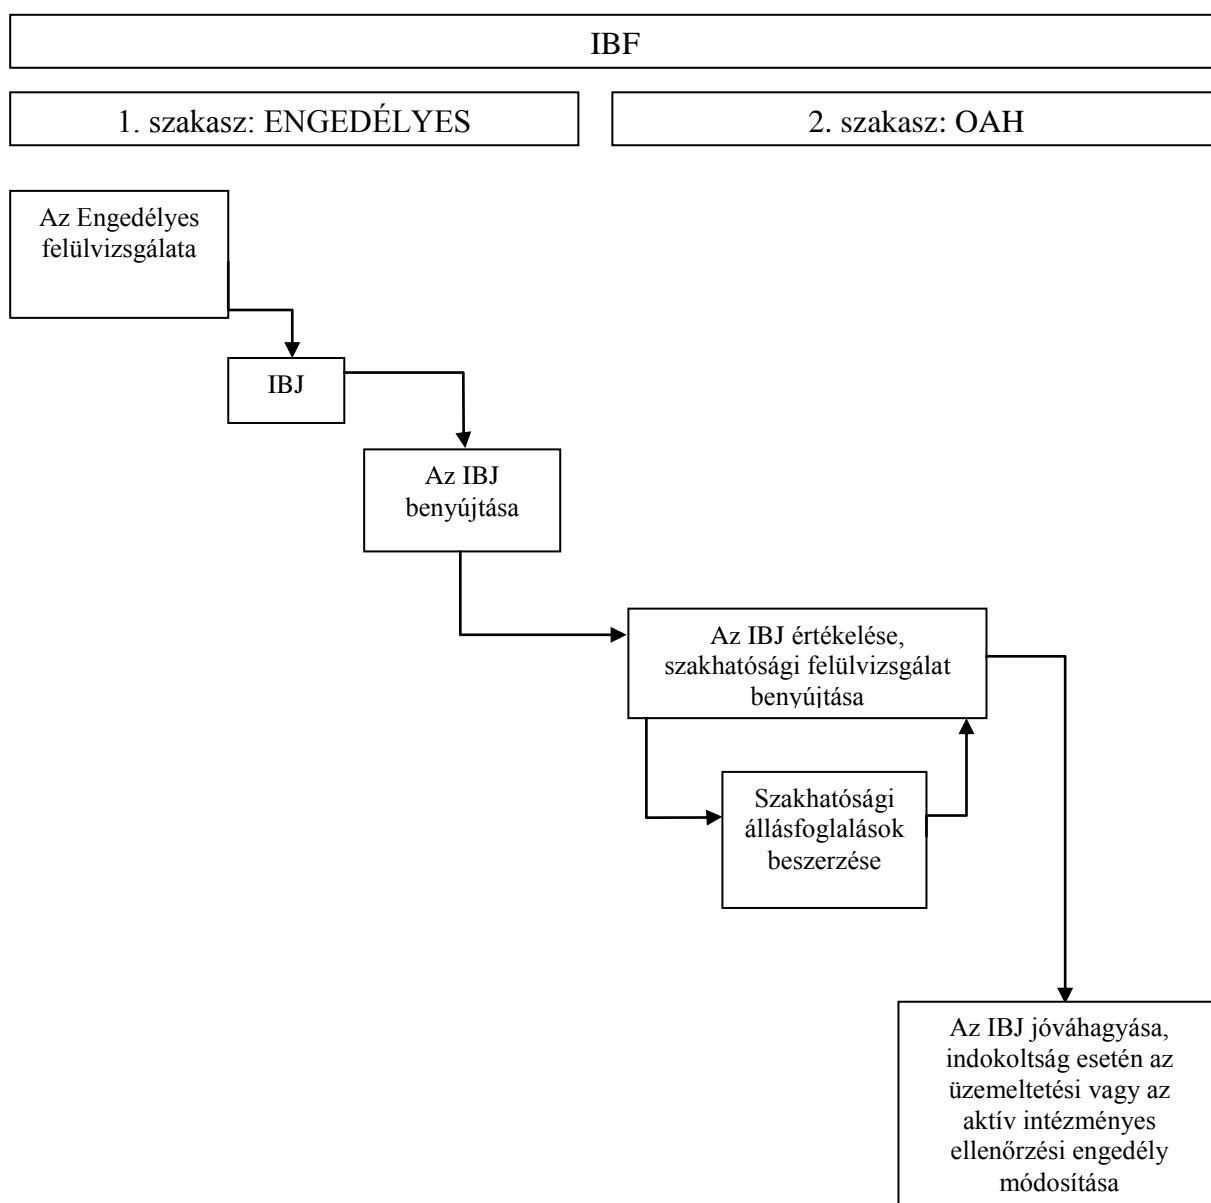 IBF
1. szakasz: ENGEDÉLYES
2. szakasz: OAH
Az Engedélyes
felülvizsgálata
IBJ
Az IBJ
benyújtása
Az IBJ értékelése,
szakhatósági felülvizsgálat
benyújtása
Szakhatósági
állásfoglalások
beszerzése
Az IBJ jóváhagyása,
indokoltság esetén az
üzemeltetési vagy az
aktív intézményes
ellenőrzési engedély
módosítása